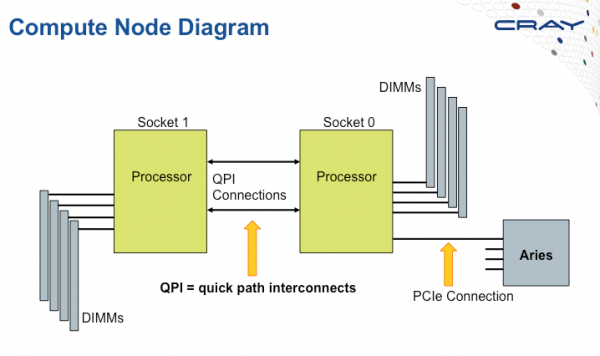 Compute Node Diagram
CRAY
DIMMs
Socket 1
Socket 0
Processor
QPI
Connections
Processor
Aries
QPI = quick path interconnects
PCIe Connection
DIMMs